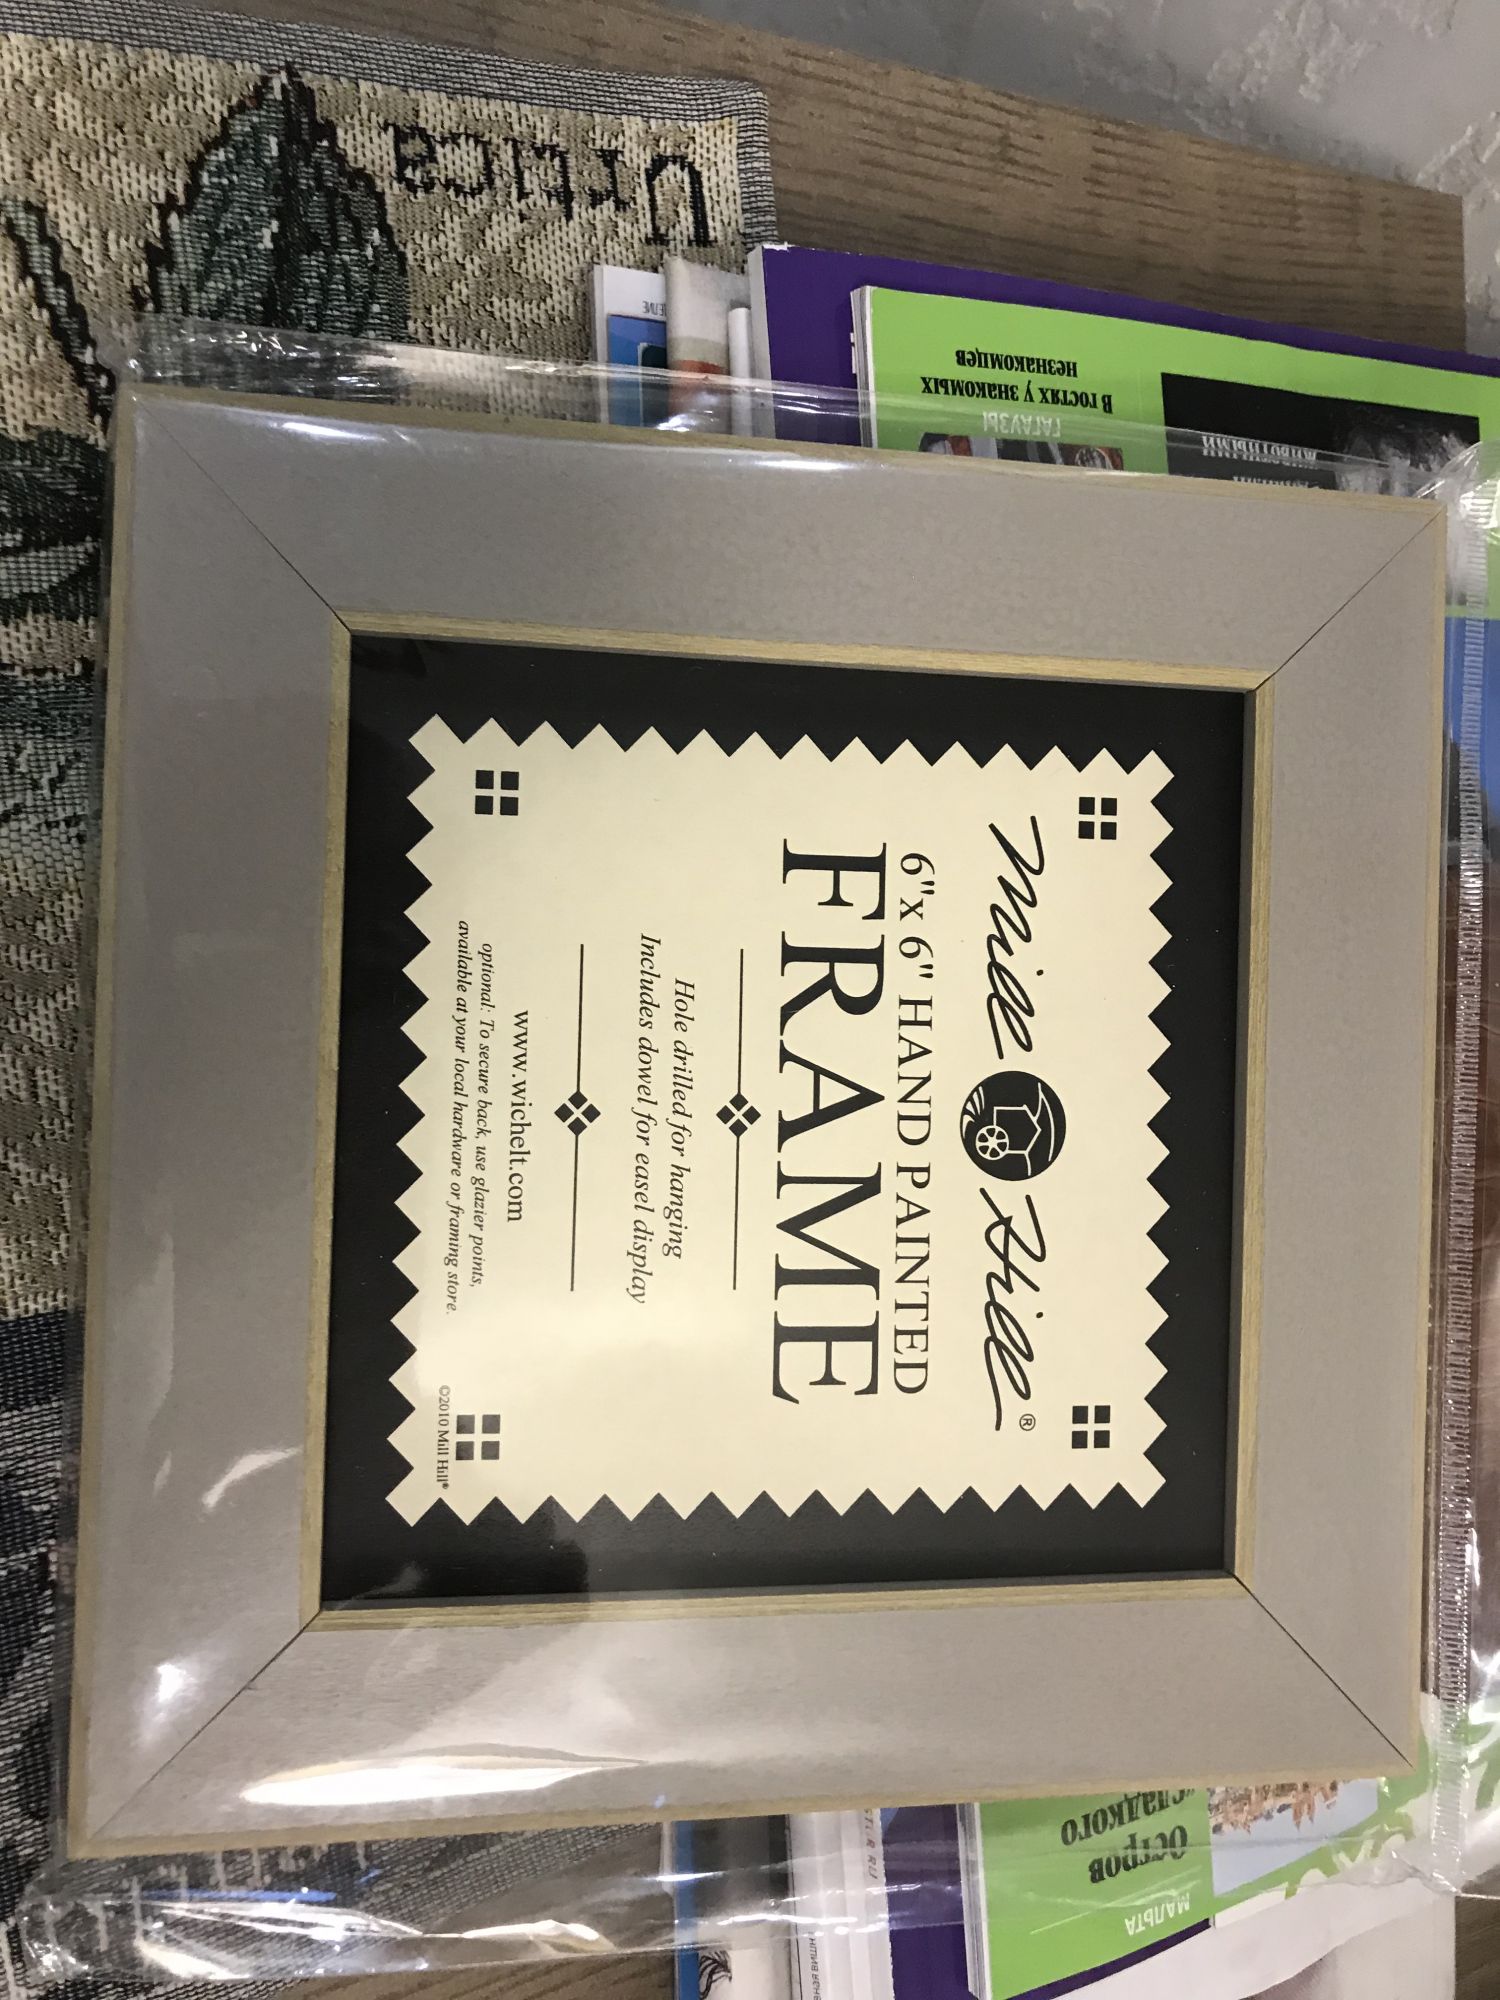 Mill Hill®
6"x 6" HAND PAINTED
FRAME
Hole drilled for hanging
Includes dowel for easel display
www.wichelt.com
optional: To secure back, use glazier points,
available at your local hardware or framing store.
©2010 Mill Hill®
Urtica
ГАГАУЗЫ
В гостях у знакомых
незнакомцев
МАЛЬТА
Остров
«сладкого